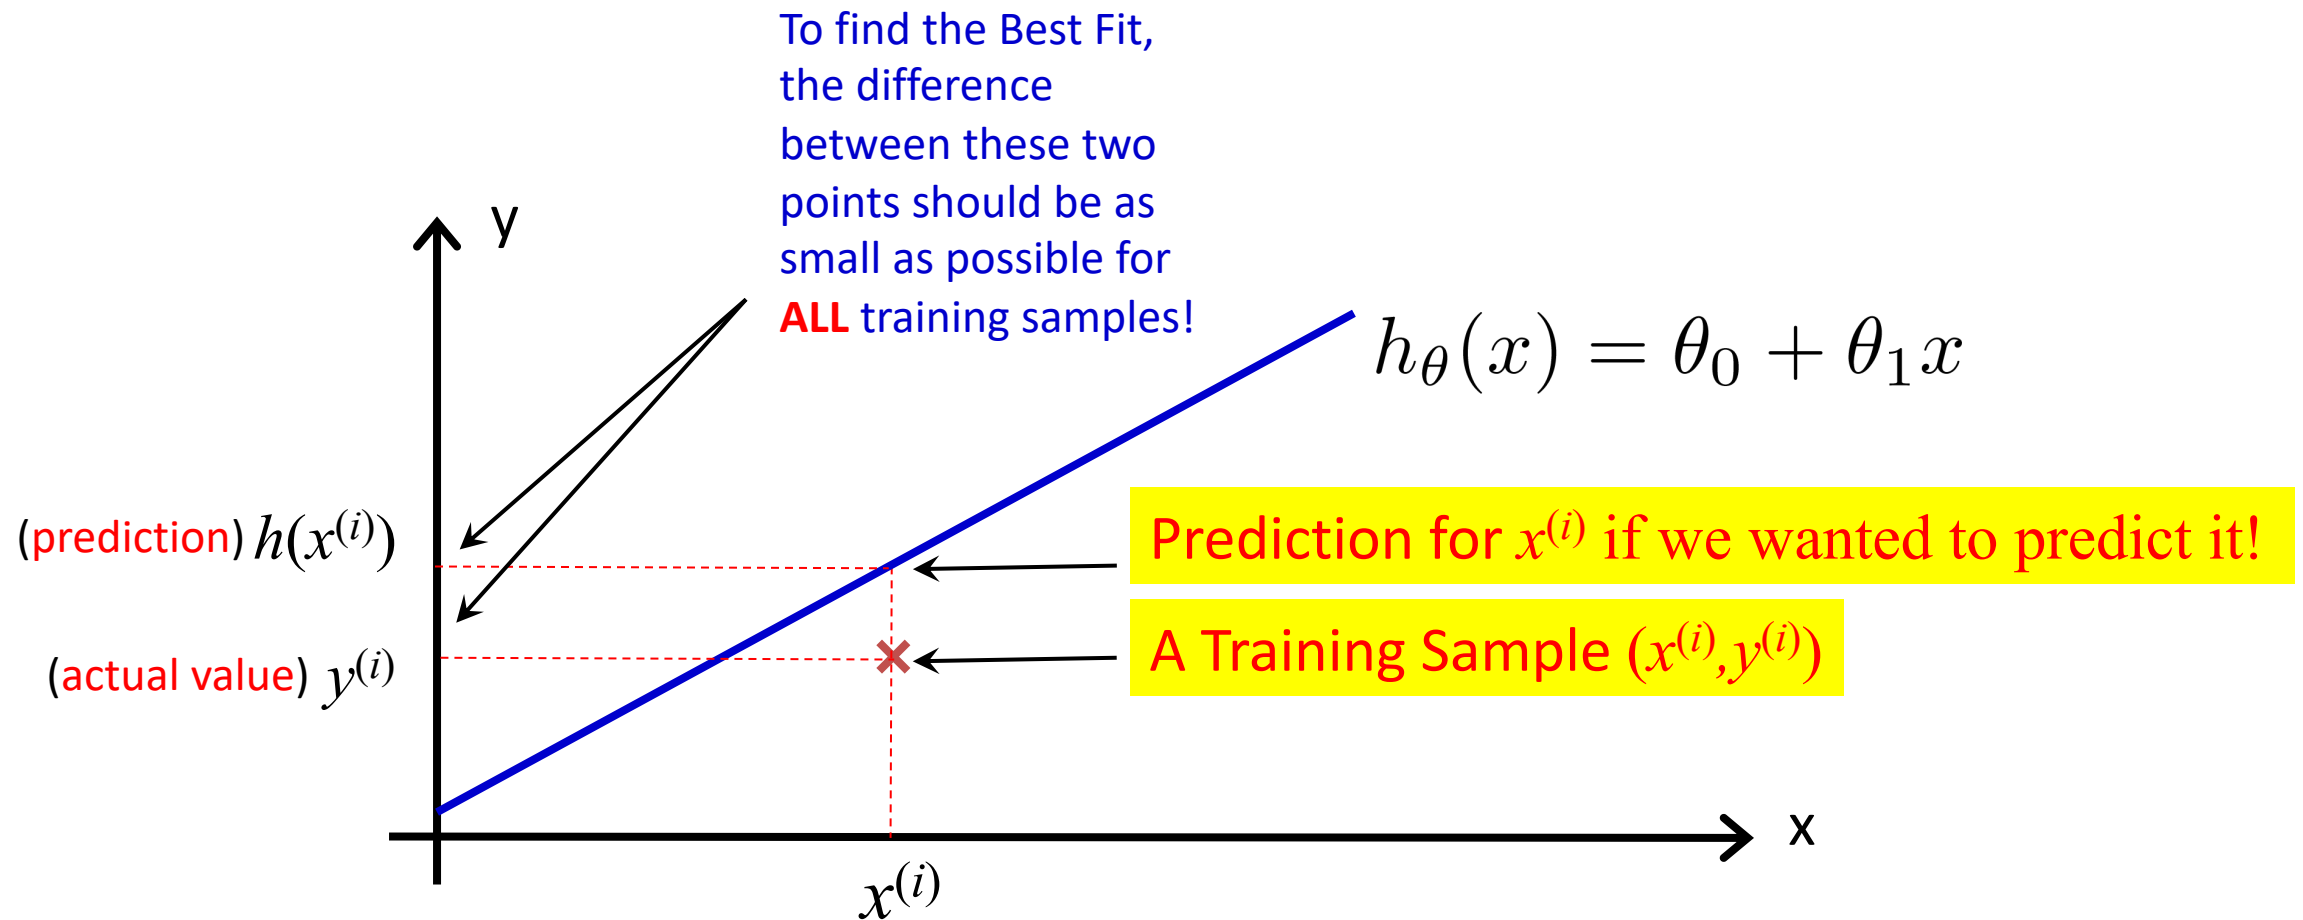 To find the Best Fit,
the difference
between these two
points should be as
small as possible for
ALL training samples!
y
h_θ(x) = θ₀ + θ₁x
(prediction) h(x⁽ⁱ⁾)
Prediction for x⁽ⁱ⁾ if we wanted to predict it!
(actual value) y⁽ⁱ⁾
A Training Sample (x⁽ⁱ⁾,y⁽ⁱ⁾)
x
x⁽ⁱ⁾